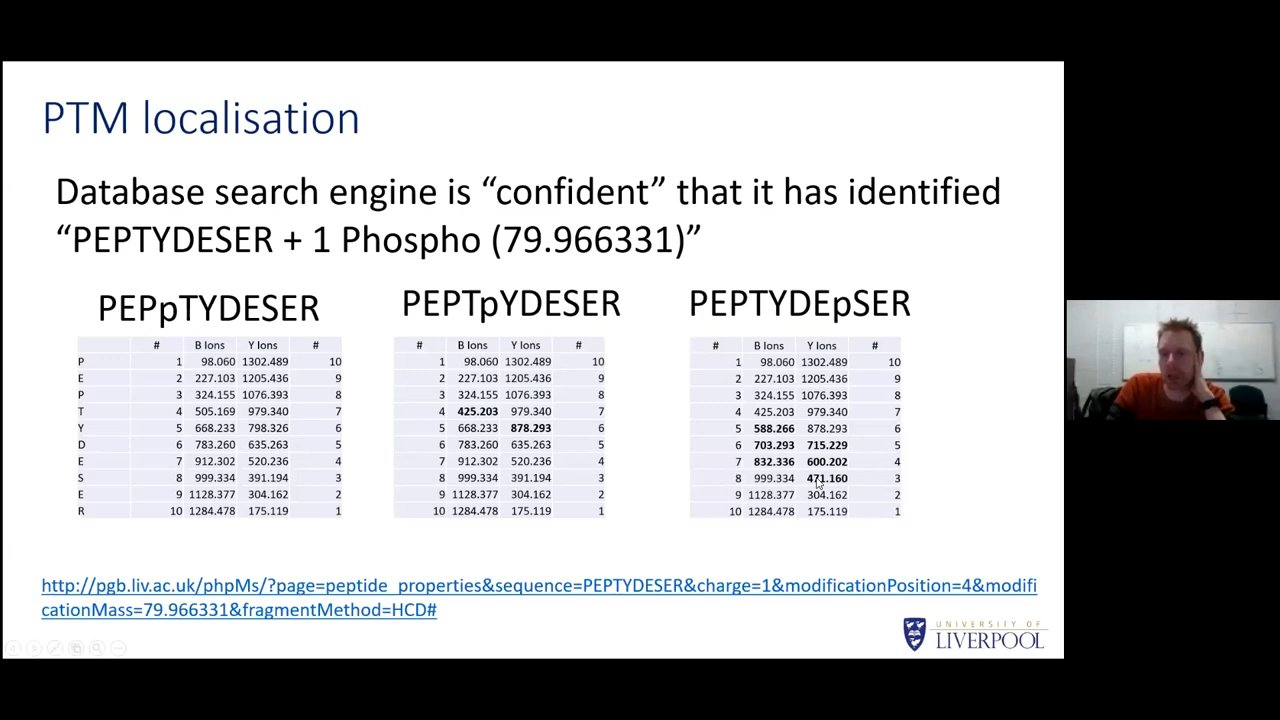 PTM localisation
Database search engine is “confident” that it has identified
“PEPTYDESER + 1 Phospho (79.966331)”
PEPpTYDESER
# B Ions Y Ions #
P 1 98.060 1302.489 10
E 2 227.103 1205.436 9
P 3 324.155 1076.393 8
T 4 505.169 979.340 7
Y 5 668.233 798.326 6
D 6 783.260 635.263 5
E 7 912.302 520.236 4
S 8 999.334 391.194 3
E 9 1128.377 304.162 2
R 10 1284.478 175.119 1
PEPTpYDESER
# B Ions Y Ions #
1 98.060 1302.489 10
2 227.103 1205.436 9
3 324.155 1076.393 8
4 425.203 979.340 7
5 668.233 878.293 6
6 783.260 635.263 5
7 912.302 520.236 4
8 999.334 391.194 3
9 1128.377 304.162 2
10 1284.478 175.119 1
PEPTYDEpSER
# B Ions Y Ions #
1 98.060 1302.489 10
2 227.103 1205.436 9
3 324.155 1076.393 8
4 425.203 979.340 7
5 588.266 878.293 6
6 703.293 715.229 5
7 832.336 600.202 4
8 999.334 471.160 3
9 1128.377 304.162 2
10 1284.478 175.119 1
http://pgb.liv.ac.uk/phpMs/?page=peptide_properties&sequence=PEPTYDESER&charge=1&modificationPosition=4&modifi
cationMass=79.966331&fragmentMethod=HCD#
UNIVERSITY OF
LIVERPOOL